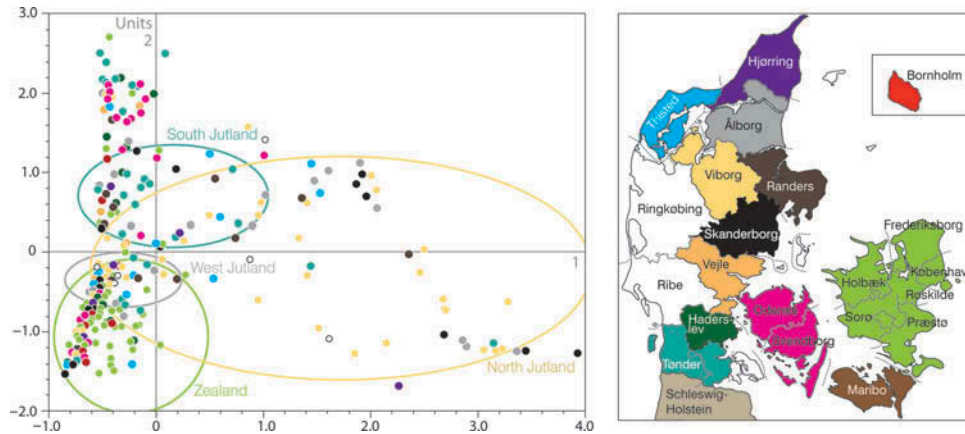 3.0
2.0
1.0
0
−1.0
−2.0
−1.0
0
1.0
2.0
3.0
4.0
Units
2
1
South Jutland
West Jutland
North Jutland
Zealand
Hjørring
Thisted
Ålborg
Viborg
Randers
Ringkøbing
Skanderborg
Vejle
Ribe
Haders-
lev
Tønder
Schleswig-
Holstein
Odense
Svendborg
Bornholm
Frederiksborg
Københav
Holbæk
Roskilde
Sorø
Præstø
Maribo